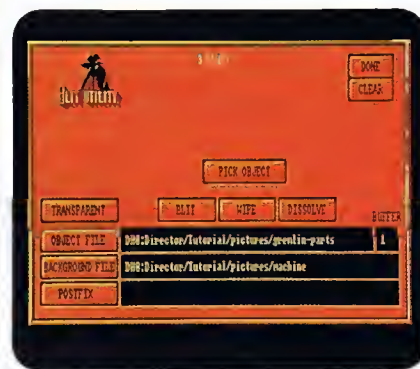 DONE
CLEAR
PICK OBJECT
TRANSPARENT
BLIT WIPE DISSOLVE
BUFFER
OBJECT FILE DH0:Director/Tutorial/pictures/gremlin-parts 1
BACKGROUND FILE DH0:Director/Tutorial/pictures/machine
POSTFIX